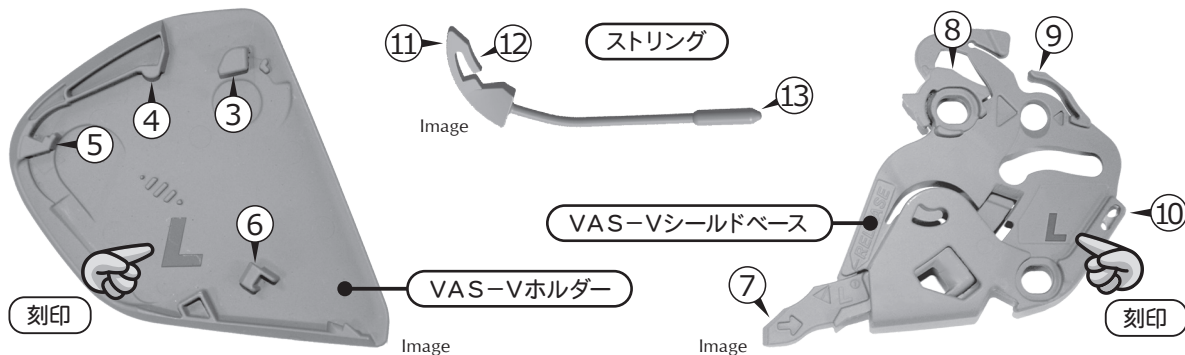 ⑪
⑫
ストリング
⑧
⑨
③
④
⑤
⑬
Image
⑥
VAS-Vシールドベース
RELEASE
L
⑩
L
VAS-Vホルダー
⑦
L
刻印
刻印
Image
Image